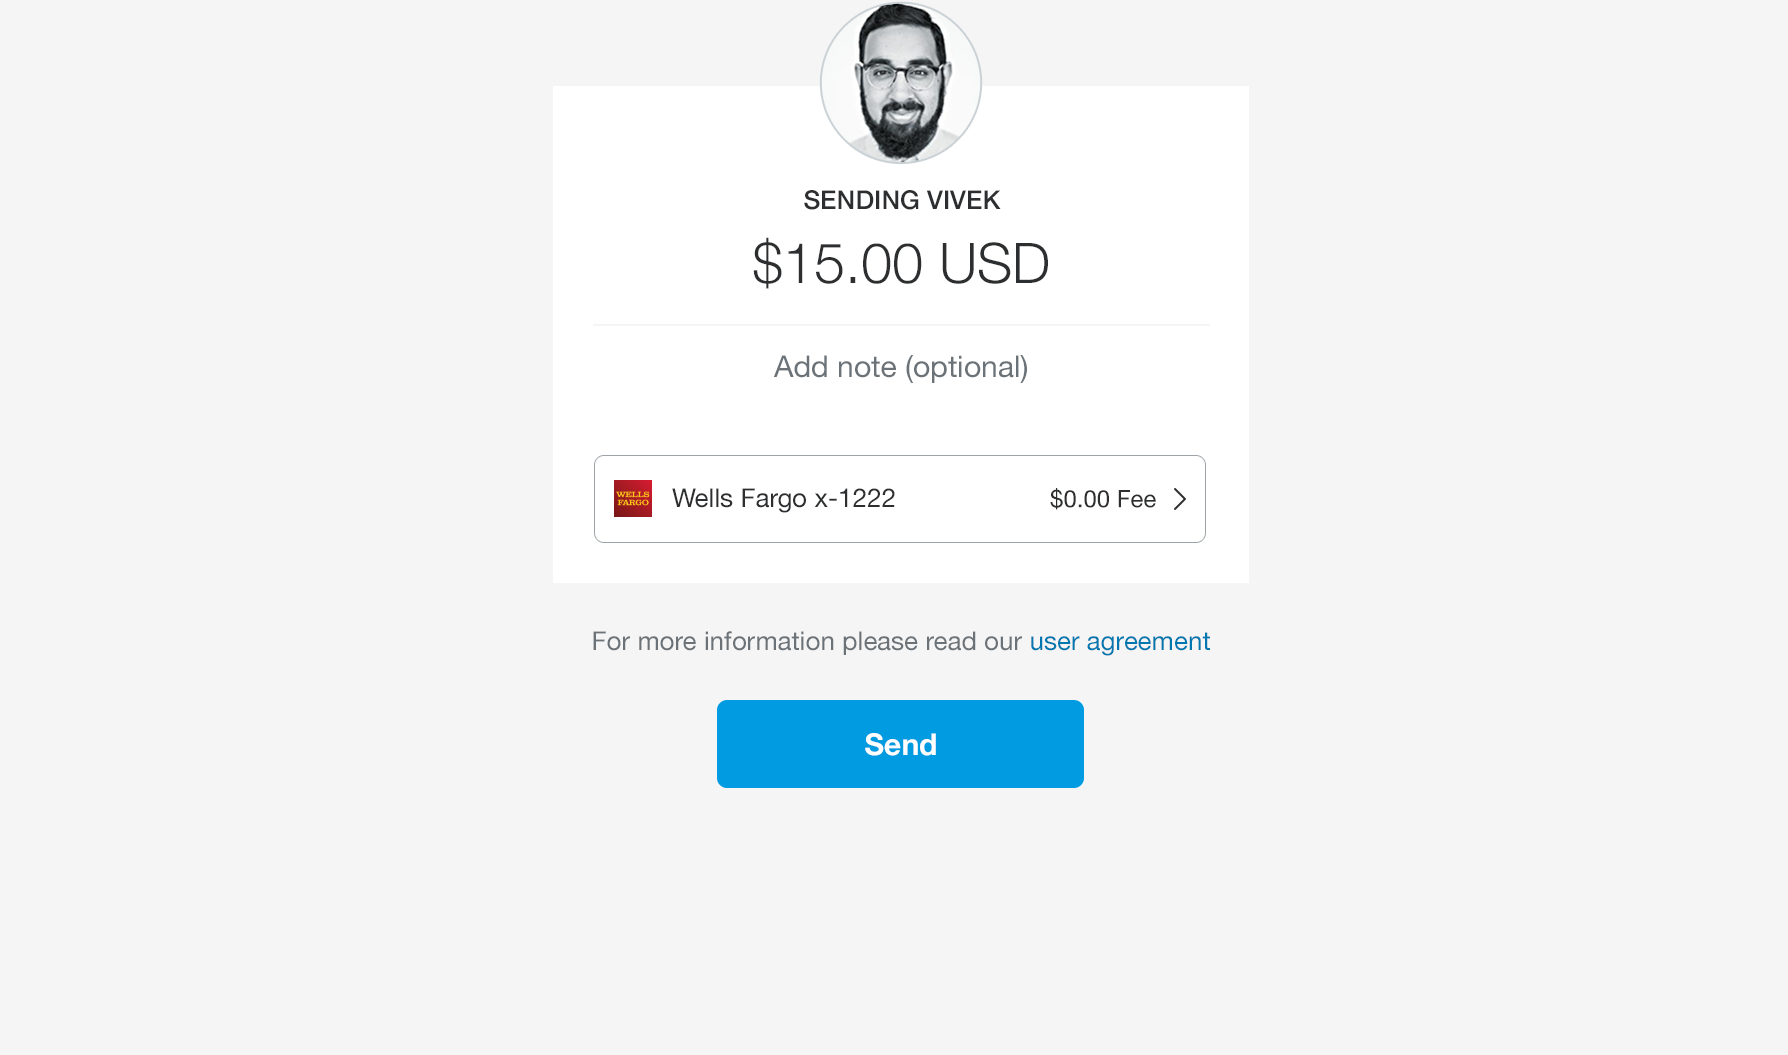 SENDING VIVEK
$15.00 USD
Add note (optional)
WELLS
FARGO
Wells Fargo x-1222
$0.00 Fee
For more information please read our user agreement
Send